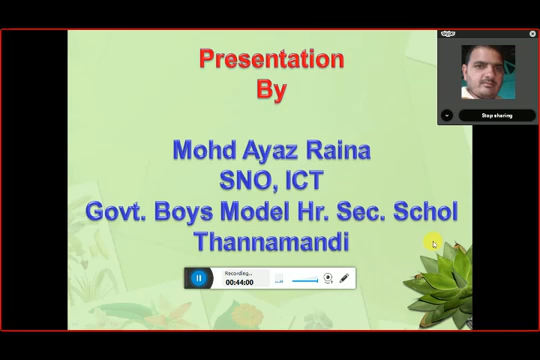 Presentation
By
Mohd Ayaz Raina
SNO, ICT
Govt. Boys Model Hr. Sec. Schol
Thannamandi
skype
Stop sharing
Recording...
00:44:00